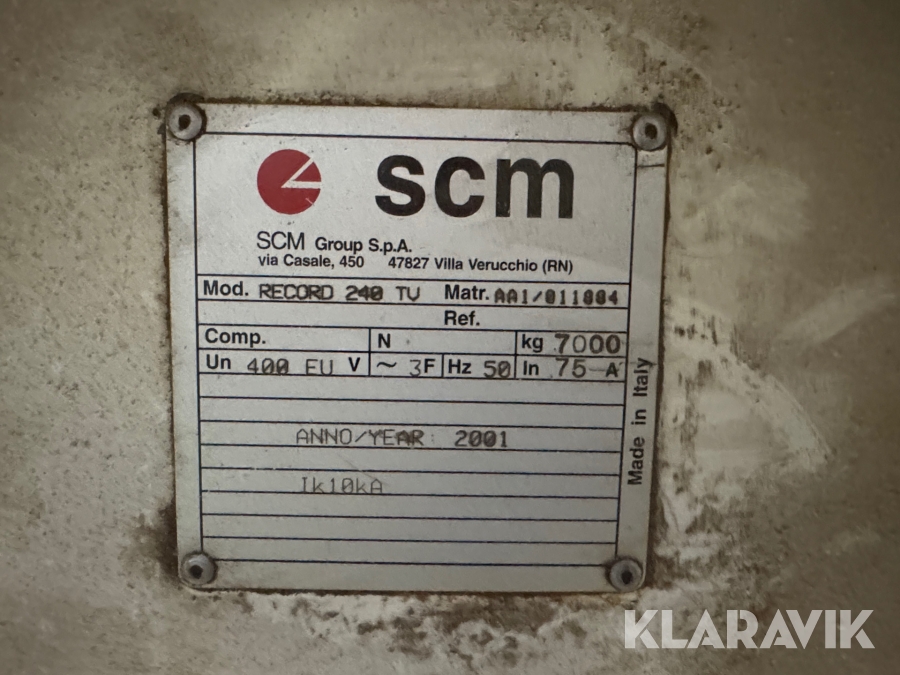 scm
SCM Group S.p.A.
via Casale, 450 47827 Villa Verucchio (RN)
Mod. RECORD 240 TV Matr. AA1/011004
Ref.
Comp. N kg 7000
Un 400 EU V ~ 3F Hz 50 In 75 A
ANNO/YEAR: 2001
Ik10kA
Made in Italy
KLARAVIK